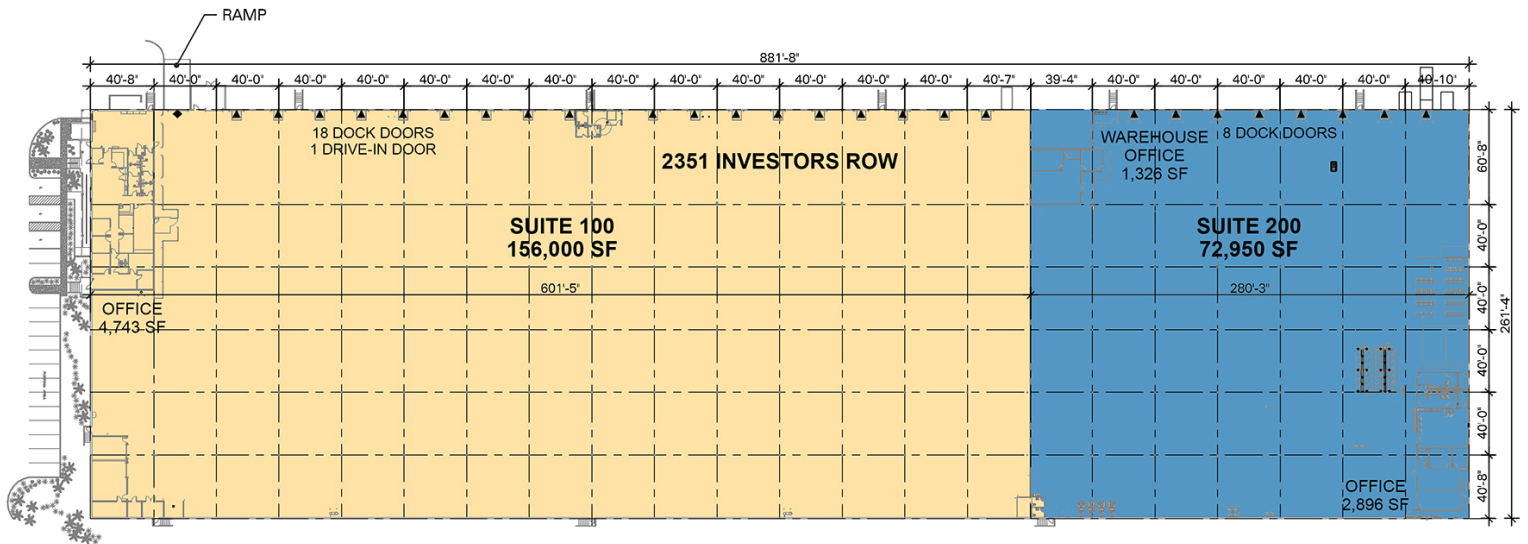 RAMP
881'-8"
40'-8" 40'-0" 40'-0" 40'-0" 40'-0" 40'-0" 40'-0" 40'-0" 40'-0" 40'-0" 40'-0" 40'-0" 40'-0" 40'-0" 40'-7" 39'-4" 40'-0" 40'-0" 40'-0" 40'-0" 40'-0" 40'-10"
18 DOCK DOORS
1 DRIVE-IN DOOR
2351 INVESTORS ROW
WAREHOUSE
OFFICE
1,326 SF
8 DOCK DOORS
SUITE 100
156,000 SF
SUITE 200
72,950 SF
601'-5"
280'-3"
OFFICE
4,743 SF
OFFICE
2,896 SF
60'-8"
40'-0"
40'-0"
40'-0"
40'-0"
40'-8"
261'-4"